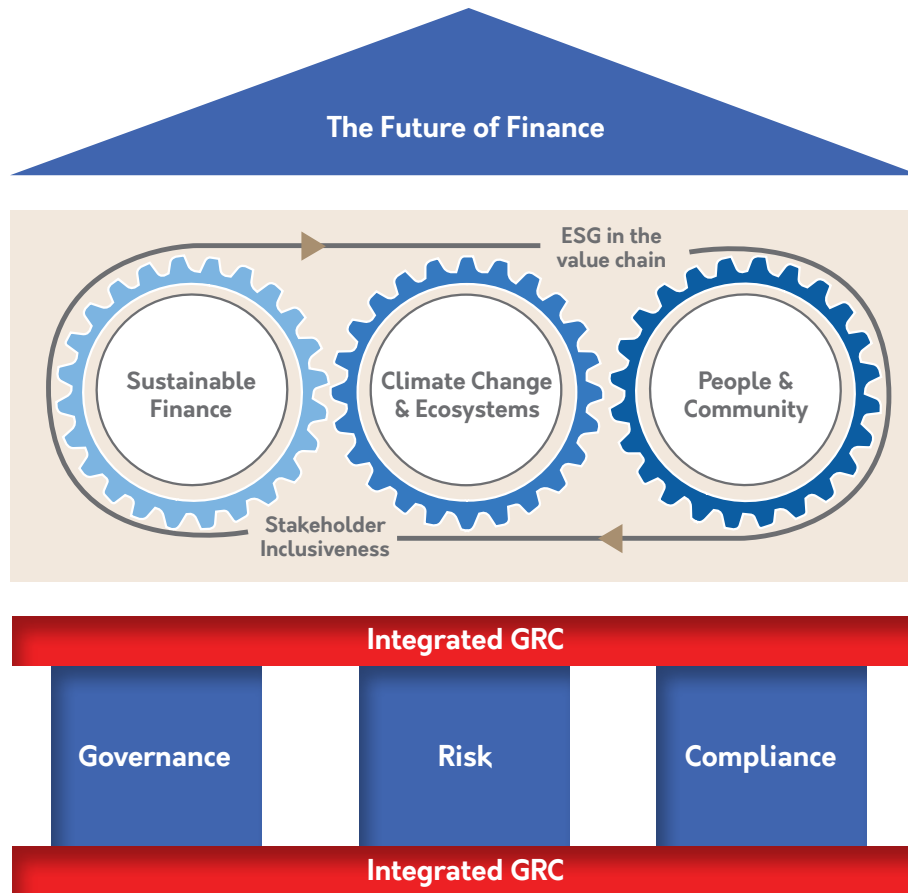 The Future of Finance
ESG in the
value chain
Sustainable
Finance
Climate Change
& Ecosystems
People &
Community
Stakeholder
Inclusiveness
Integrated GRC
Governance
Risk
Compliance
Integrated GRC